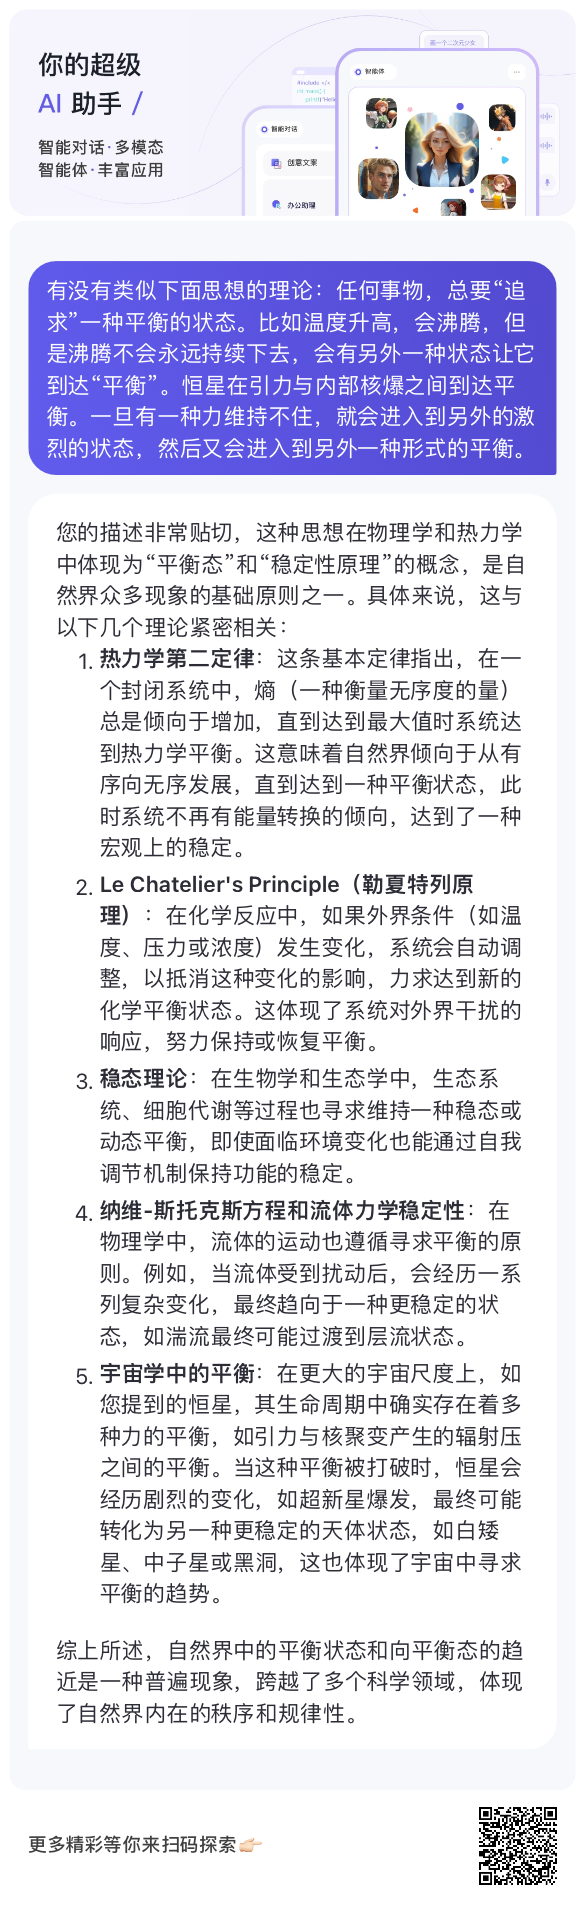 你的超级
AI 助手 /
智能对话·多模态
智能体·丰富应用
画一个二次元少女
#include </>
int main() {
智能体
智能对话
创意文案
办公助理
有没有类似下面思想的理论：任何事物，总要“追
求”一种平衡的状态。比如温度升高，会沸腾，但
是沸腾不会永远持续下去，会有另外一种状态让它
到达“平衡”。恒星在引力与内部核爆之间到达平
衡。一旦有一种力维持不住，就会进入到另外的激
烈的状态，然后又会进入到另外一种形式的平衡。
您的描述非常贴切，这种思想在物理学和热力学
中体现为“平衡态”和“稳定性原理”的概念，是自
然界众多现象的基础原则之一。具体来说，这与
以下几个理论紧密相关：
1. 热力学第二定律：这条基本定律指出，在一
个封闭系统中，熵（一种衡量无序度的量）
总是倾向于增加，直到达到最大值时系统达
到热力学平衡。这意味着自然界倾向于从有
序向无序发展，直到达到一种平衡状态，此
时系统不再有能量转换的倾向，达到了一种
宏观上的稳定。
2. Le Chatelier's Principle（勒夏特列原
理）：在化学反应中，如果外界条件（如温
度、压力或浓度）发生变化，系统会自动调
整，以抵消这种变化的影响，力求达到新的
化学平衡状态。这体现了系统对外界干扰的
响应，努力保持或恢复平衡。
3. 稳态理论：在生物学和生态学中，生态系
统、细胞代谢等过程也寻求维持一种稳态或
动态平衡，即使面临环境变化也能通过自我
调节机制保持功能的稳定。
4. 纳维-斯托克斯方程和流体力学稳定性：在
物理学中，流体的运动也遵循寻求平衡的原
则。例如，当流体受到扰动后，会经历一系
列复杂变化，最终趋向于一种更稳定的状
态，如湍流最终可能过渡到层流状态。
5. 宇宙学中的平衡：在更大的宇宙尺度上，如
您提到的恒星，其生命周期中确实存在着多
种力的平衡，如引力与核聚变产生的辐射压
之间的平衡。当这种平衡被打破时，恒星会
经历剧烈的变化，如超新星爆发，最终可能
转化为另一种更稳定的天体状态，如白矮
星、中子星或黑洞，这也体现了宇宙中寻求
平衡的趋势。
综上所述，自然界中的平衡状态和向平衡态的趋
近是一种普遍现象，跨越了多个科学领域，体现
了自然界内在的秩序和规律性。
更多精彩等你来扫码探索👉🏻